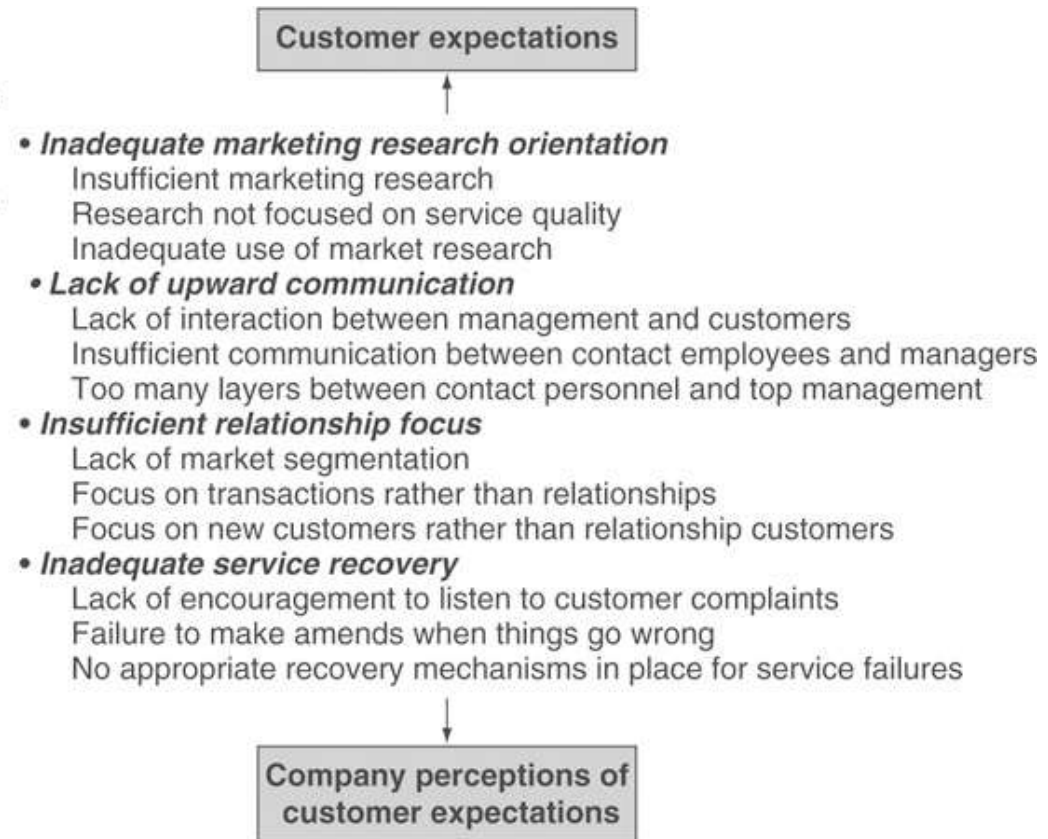 Customer expectations
• Inadequate marketing research orientation
Insufficient marketing research
Research not focused on service quality
Inadequate use of market research
• Lack of upward communication
Lack of interaction between management and customers
Insufficient communication between contact employees and managers
Too many layers between contact personnel and top management
• Insufficient relationship focus
Lack of market segmentation
Focus on transactions rather than relationships
Focus on new customers rather than relationship customers
• Inadequate service recovery
Lack of encouragement to listen to customer complaints
Failure to make amends when things go wrong
No appropriate recovery mechanisms in place for service failures
Company perceptions of
customer expectations